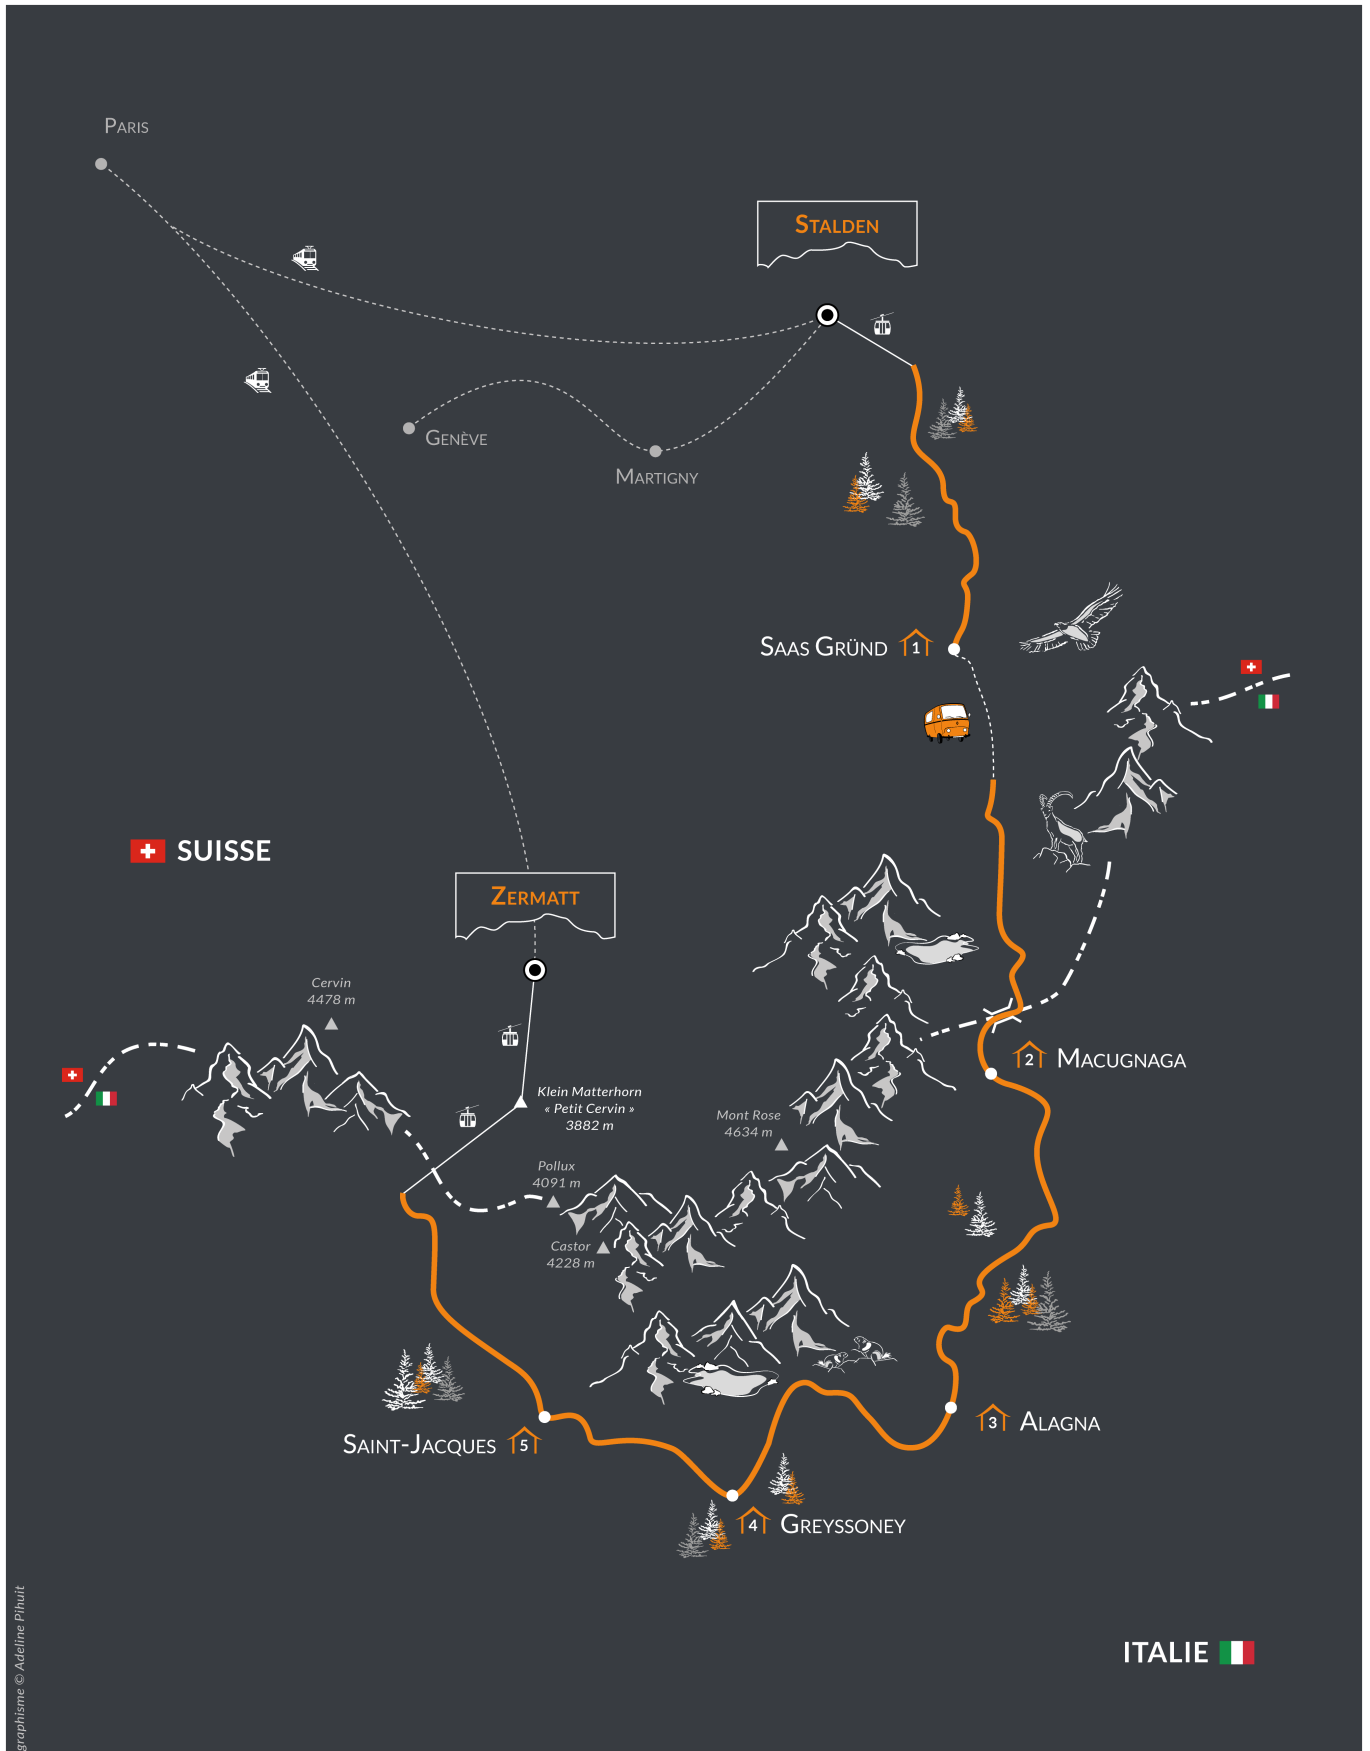 Paris
Stalden
Genève
Martigny
Saas Gründ
1
SUISSE
Zermatt
Cervin
4478 m
2
Macugnaga
Klein Matterhorn
« Petit Cervin »
3882 m
Mont Rose
4634 m
Pollux
4091 m
Castor
4228 m
3
Alagna
Saint-Jacques
5
4
Greyssoney
ITALIE
graphisme © Adeline Pihuit